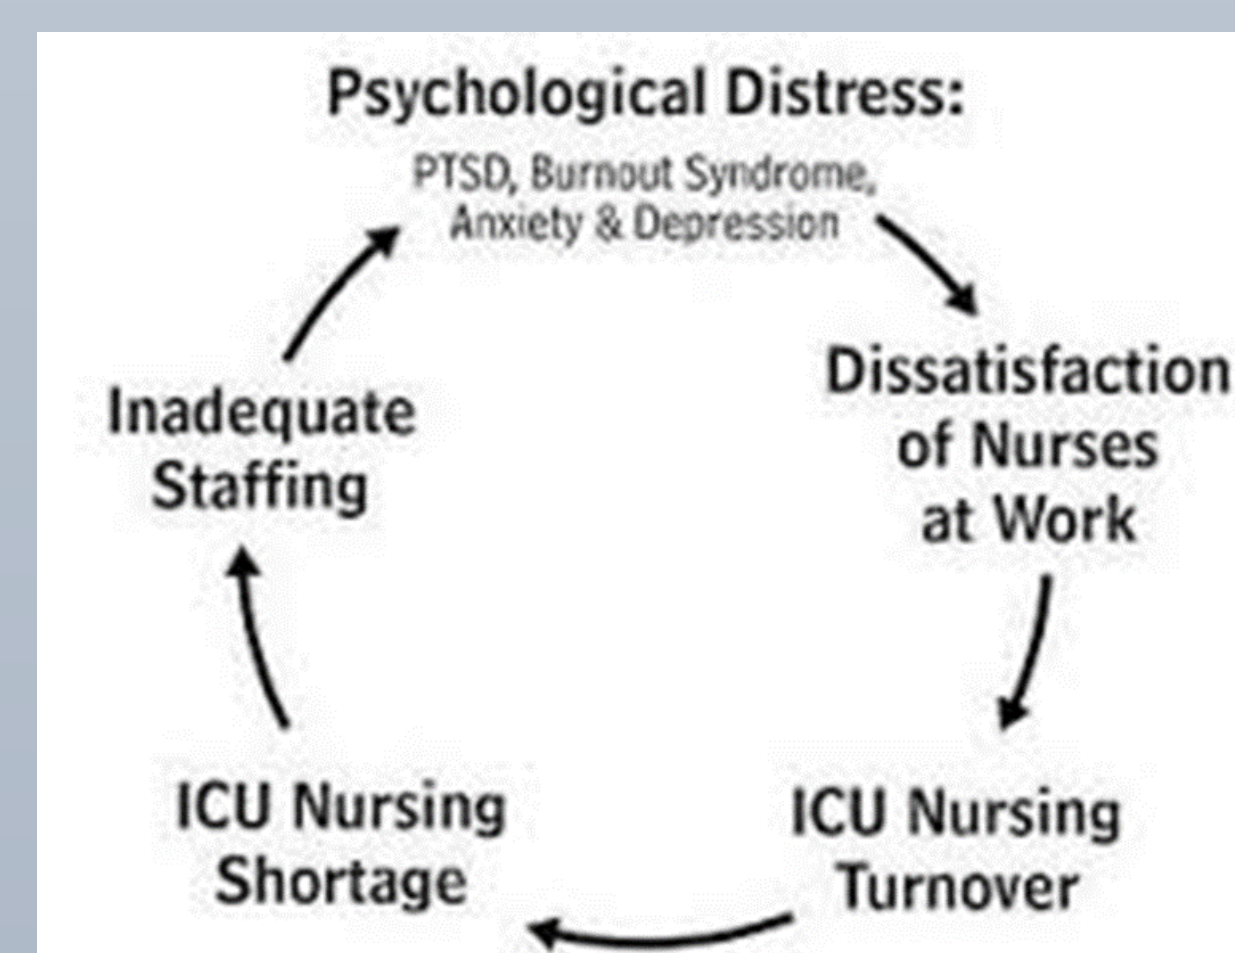 Psychological Distress:
PTSD, Burnout Syndrome,
Anxiety & Depression
Dissatisfaction
of Nurses
at Work
ICU Nursing
Turnover
ICU Nursing
Shortage
Inadequate
Staffing